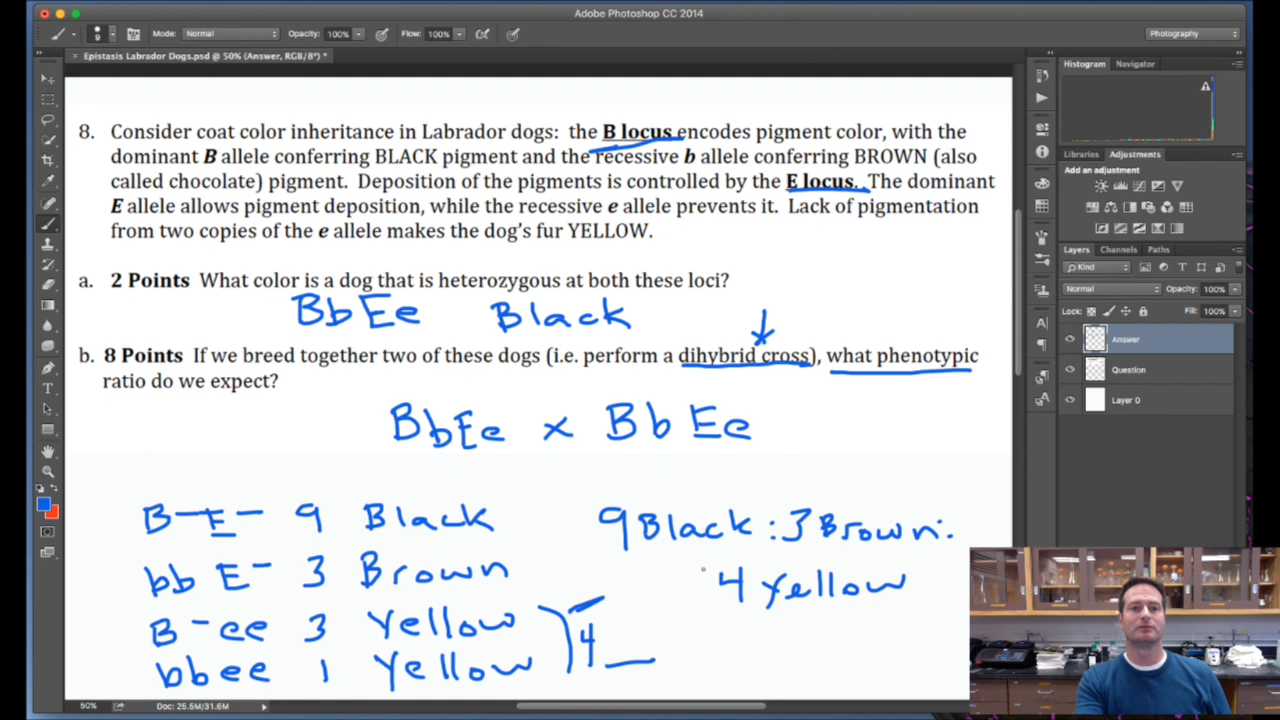 Adobe Photoshop CC 2014
Mode: Normal Opacity: 100% Flow: 100% Photography
× Epistasis Labrador Dogs.psd @ 50% (Answer, RGB/8*) *
Histogram Navigator
8. Consider coat color inheritance in Labrador dogs: the B locus encodes pigment color, with the
dominant B allele conferring BLACK pigment and the recessive b allele conferring BROWN (also
called chocolate) pigment. Deposition of the pigments is controlled by the E locus. The dominant
E allele allows pigment deposition, while the recessive e allele prevents it. Lack of pigmentation
from two copies of the e allele makes the dog's fur YELLOW.
a. 2 Points What color is a dog that is heterozygous at both these loci?
BbEe Black
b. 8 Points If we breed together two of these dogs (i.e. perform a dihybrid cross), what phenotypic
ratio do we expect?
BbEe x BbEe
B-E- 9 Black
bb E- 3 Brown
B-ee 3 Yellow
bbee 1 Yellow
4
9 Black : 3 Brown :
4 Yellow
Libraries Adjustments
Add an adjustment
Layers Channels Paths
Kind
Normal Opacity: 100%
Lock: Fill: 100%
Answer
Question
Layer 0
50% Doc: 25.5M/31.6M